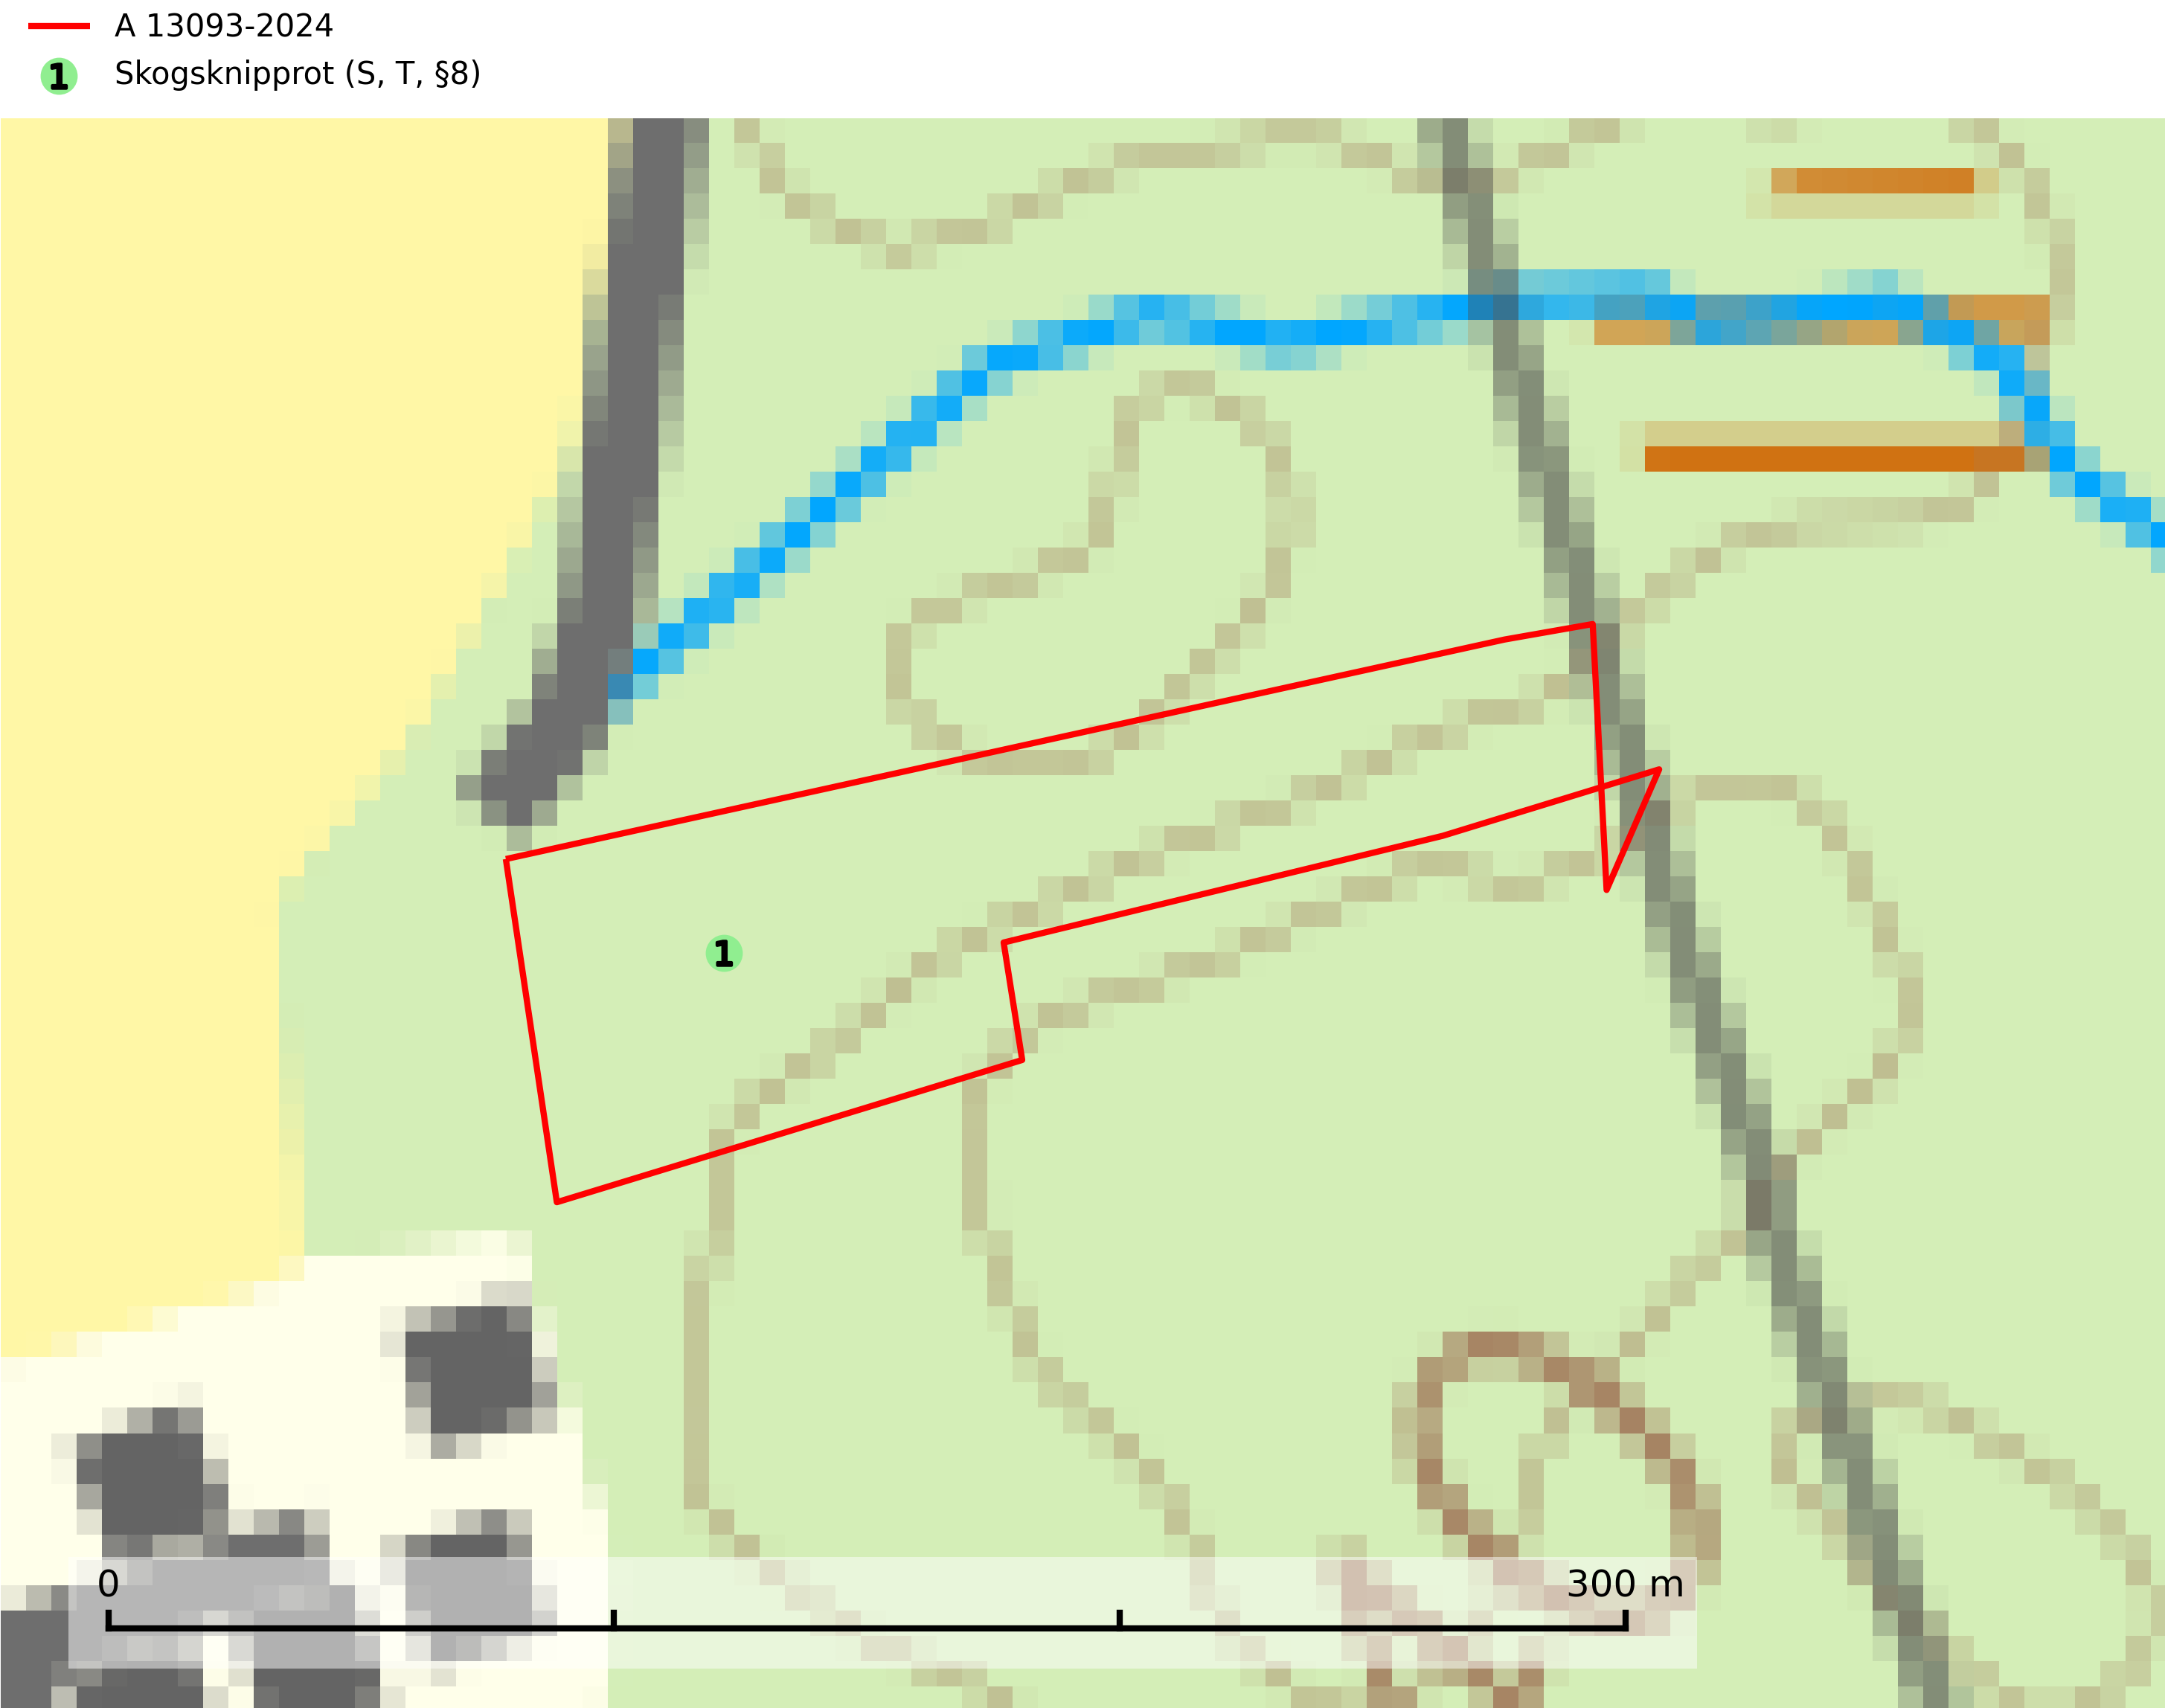 A 13093-2024
1 Skogsknipprot (S, T, §8)
1
0 300 m